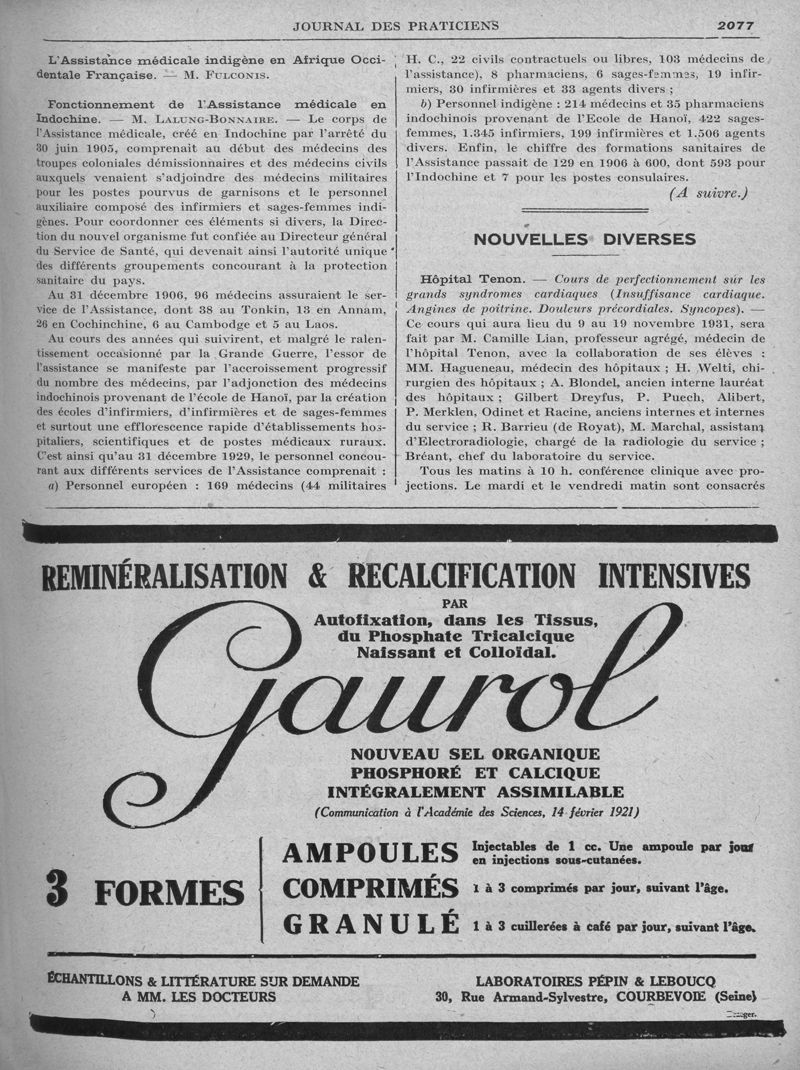 JOURNAL DES PRATICIENS 2077
L'Assistance médicale indigène en Afrique Occi-
dentale Française. — M. FULCONIS.
Fonctionnement de l'Assistance médicale en
Indochine. — M. LALUNG-BONNAIRE. — Le corps de
l'Assistance médicale, créé en Indochine par l'arrêté du
30 juin 1905, comprenait au début des médecins des
troupes coloniales démissionnaires et des médecins civils
auxquels venaient s'adjoindre des médecins militaires
pour les postes pourvus de garnisons et le personnel
auxiliaire composé des infirmiers et sages-femmes indi-
gènes. Pour coordonner ces éléments si divers, la Direc-
tion du nouvel organisme fut confiée au Directeur général
du Service de Santé, qui devenait ainsi l'autorité unique
des différents groupements concourant à la protection
sanitaire du pays.
Au 31 décembre 1906, 96 médecins assuraient le ser-
vice de l'Assistance, dont 38 au Tonkin, 13 en Annam,
26 en Cochinchine, 6 au Cambodge et 5 au Laos.
Au cours des années qui suivirent, et malgré le ralen-
tissement occasionné par la Grande Guerre, l'essor de
l'assistance se manifeste par l'accroissement progressif
du nombre des médecins, par l'adjonction des médecins
indochinois provenant de l'école de Hanoï, par la création
des écoles d'infirmiers, d'infirmières et de sages-femmes
et surtout une efflorescence rapide d'établissements hos-
pitaliers, scientifiques et de postes médicaux ruraux.
C'est ainsi qu'au 31 décembre 1929, le personnel concou-
rant aux différents services de l'Assistance comprenait :
a) Personnel européen : 169 médecins (44 militaires
H. C., 22 civils contractuels ou libres, 103 médecins de
l'assistance), 8 pharmaciens, 6 sages-femmes, 19 infir-
miers, 30 infirmières et 33 agents divers ;
b) Personnel indigène : 214 médecins et 35 pharmaciens
indochinois provenant de l'Ecole de Hanoï, 422 sages-
femmes, 1.345 infirmiers, 199 infirmières et 1.506 agents
divers. Enfin, le chiffre des formations sanitaires de
l'Assistance passait de 129 en 1906 à 600, dont 593 pour
l'Indochine et 7 pour les postes consulaires.
(A suivre.)
NOUVELLES DIVERSES
Hôpital Tenon. — Cours de perfectionnement sur les
grands syndromes cardiaques (Insuffisance cardiaque.
Angines de poitrine. Douleurs précordiales. Syncopes). —
Ce cours qui aura lieu du 9 au 19 novembre 1931, sera
fait par M. Camille Lian, professeur agrégé, médecin de
l'hôpital Tenon, avec la collaboration de ses élèves :
MM. Hagueneau, médecin des hôpitaux ; H. Welti, chi-
rurgien des hôpitaux ; A. Blondel, ancien interne lauréat
des hôpitaux ; Gilbert Dreyfus, P. Puech, Alibert,
P. Merklen, Odinet et Racine, anciens internes et internes
du service ; R. Barrieu (de Royat), M. Marchal, assistant
d'Electroradiologie, chargé de la radiologie du service ;
Bréant, chef du laboratoire du service.
Tous les matins à 10 h. conférence clinique avec pro-
jections. Le mardi et le vendredi matin sont consacrés
REMINÉRALISATION & RECALCIFICATION INTENSIVES
PAR
Autofixation, dans les Tissus,
du Phosphate Tricalcique
Naissant et Colloïdal.
Gaurol
NOUVEAU SEL ORGANIQUE
PHOSPHORÉ ET CALCIQUE
INTÉGRALEMENT ASSIMILABLE
(Communication à l'Académie des Sciences, 14 février 1921)
3 FORMES
AMPOULES Injectables de 1 cc. Une ampoule par jour
en injections sous-cutanées.
COMPRIMÉS 1 à 3 comprimés par jour, suivant l'âge.
GRANULÉ 1 à 3 cuillerées à café par jour, suivant l'âge.
ÉCHANTILLONS & LITTÉRATURE SUR DEMANDE
A MM. LES DOCTEURS
LABORATOIRES PÉPIN & LEBOUCQ
30, Rue Armand-Sylvestre, COURBEVOIE (Seine)